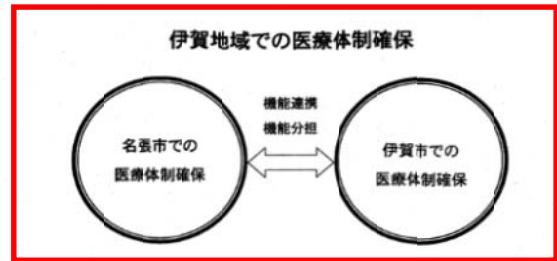 伊賀地域での医療体制確保
機能連携
機能分担
名張市での
医療体制確保
伊賀市での
医療体制確保